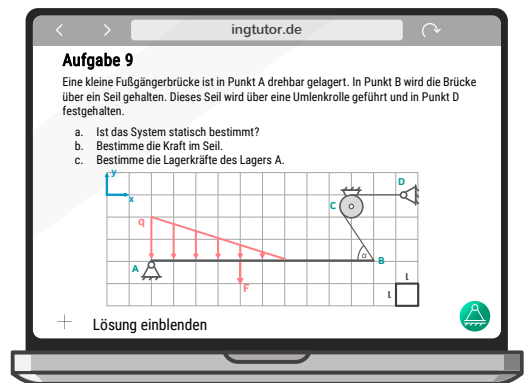 ingtutor.de
Aufgabe 9
Eine kleine Fußgängerbrücke ist in Punkt A drehbar gelagert. In Punkt B wird die Brücke
über ein Seil gehalten. Dieses Seil wird über eine Umlenkrolle geführt und in Punkt D
festgehalten.
a. Ist das System statisch bestimmt?
b. Bestimme die Kraft im Seil.
c. Bestimme die Lagerkräfte des Lagers A.
y
x
D
C
q
α
B
A
F
l
l
Lösung einblenden